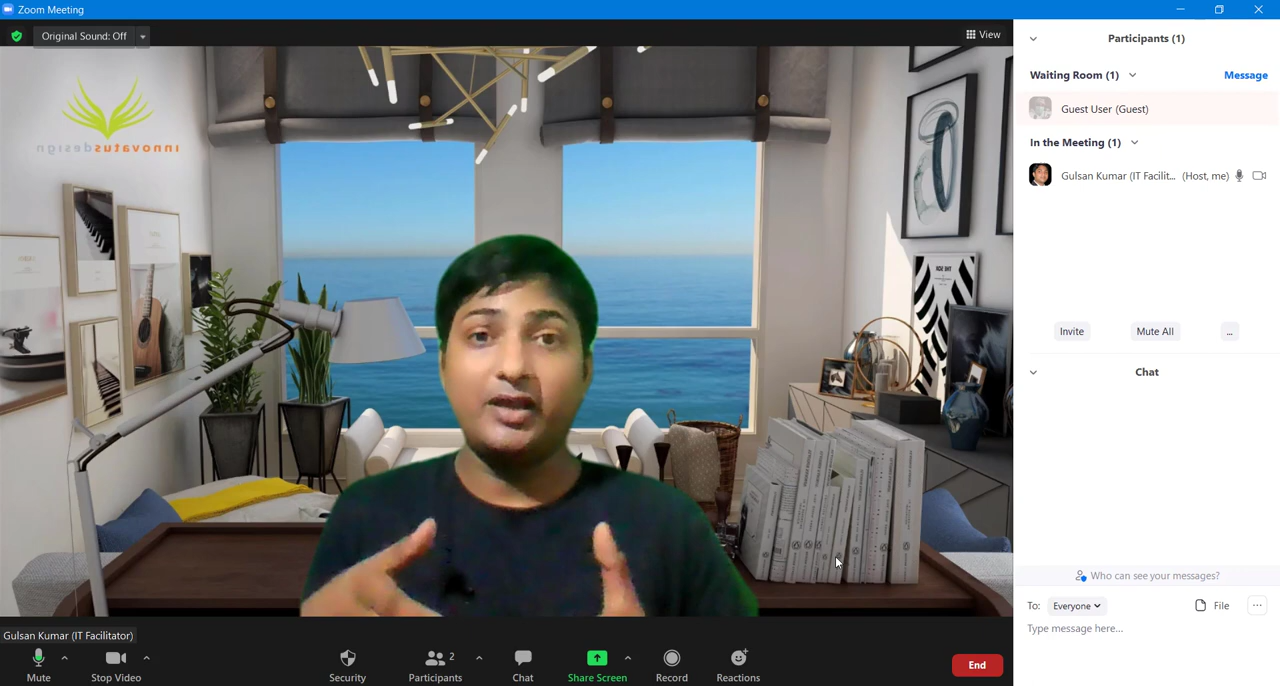 Zoom Meeting
Original Sound: Off
View
innovatusdesign
Participants (1)
Waiting Room (1)
Message
Guest User (Guest)
In the Meeting (1)
Gulsan Kumar (IT Facilit... (Host, me)
Invite
Mute All
...
Chat
Who can see your messages?
To: Everyone
File
Type message here...
Gulsan Kumar (IT Facilitator)
Mute
Stop Video
Security
Participants
2
Chat
Share Screen
Record
Reactions
End